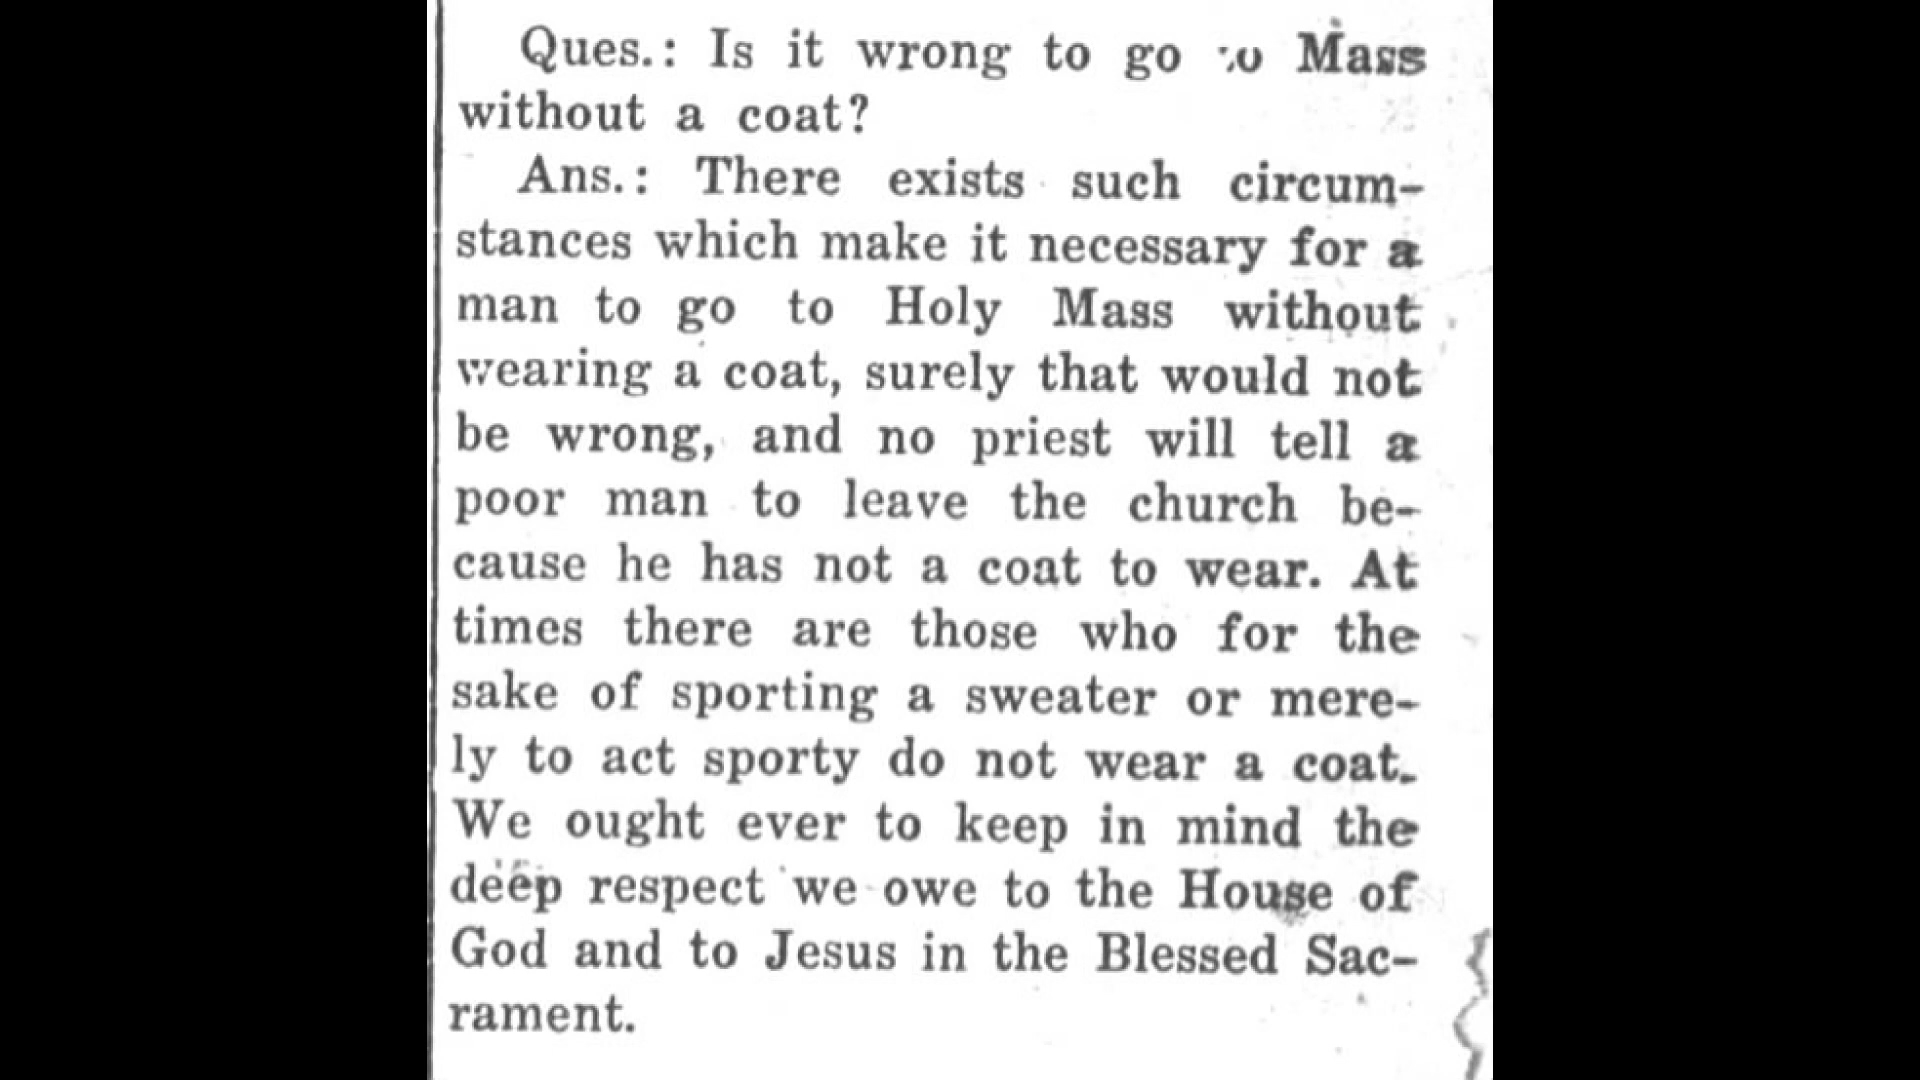 Ques.: Is it wrong to go to Mass
without a coat?
Ans.: There exists such circum-
stances which make it necessary for a
man to go to Holy Mass without
wearing a coat, surely that would not
be wrong, and no priest will tell a
poor man to leave the church be-
cause he has not a coat to wear. At
times there are those who for the
sake of sporting a sweater or mere-
ly to act sporty do not wear a coat.
We ought ever to keep in mind the
deep respect we owe to the House of
God and to Jesus in the Blessed Sac-
rament.